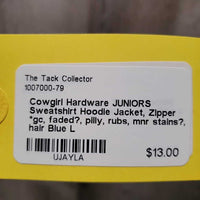 The Tack Collector
1007000-79
Cowgirl Hardware JUNIORS
Sweatshirt Hoodie Jacket, Zipper
*gc, faded?, pilly, rubs, mnr stains?,
hair Blue L
UJAYLA
$13.00